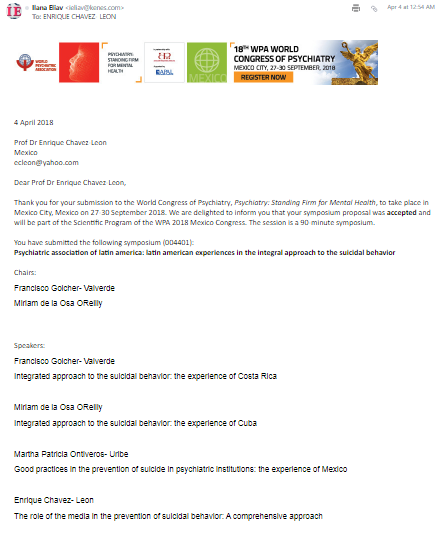 Ilana Eliav <ieliav@kenes.com>
Apr 4 at 12:54 AM
To: ENRIQUE CHAVEZ LEON
WORLD
PSYCHIATRIC
ASSOCIATION
PSYCHIATRY:
STANDING FIRM
FOR MENTAL
HEALTH
APAL
MEXICO
18TH WPA WORLD
CONGRESS OF PSYCHIATRY
MEXICO CITY, 27-30 SEPTEMBER, 2018
REGISTER NOW
4 April 2018
Prof Dr Enrique Chavez-Leon
Mexico
ecleon@yahoo.com
Dear Prof Dr Enrique Chavez-Leon,
Thank you for your submission to the World Congress of Psychiatry, Psychiatry: Standing Firm for Mental Health, to take place in
Mexico City, Mexico on 27-30 September 2018. We are delighted to inform you that your symposium proposal was accepted and
will be part of the Scientific Program of the WPA 2018 Mexico Congress. The session is a 90-minute symposium.
You have submitted the following symposium (004401):
Psychiatric association of latin america: latin american experiences in the integral approach to the suicidal behavior
Chairs:
Francisco Golcher- Valverde
Miriam de la Osa OReilly
Speakers:
Francisco Golcher- Valverde
Integrated approach to the suicidal behavior: the experience of Costa Rica
Miriam de la Osa OReilly
Integrated approach to the suicidal behavior: the experience of Cuba
Martha Patricia Ontiveros- Uribe
Good practices in the prevention of suicide in psychiatric institutions: the experience of Mexico
Enrique Chavez- Leon
The role of the media in the prevention of suicidal behavior: A comprehensive approach